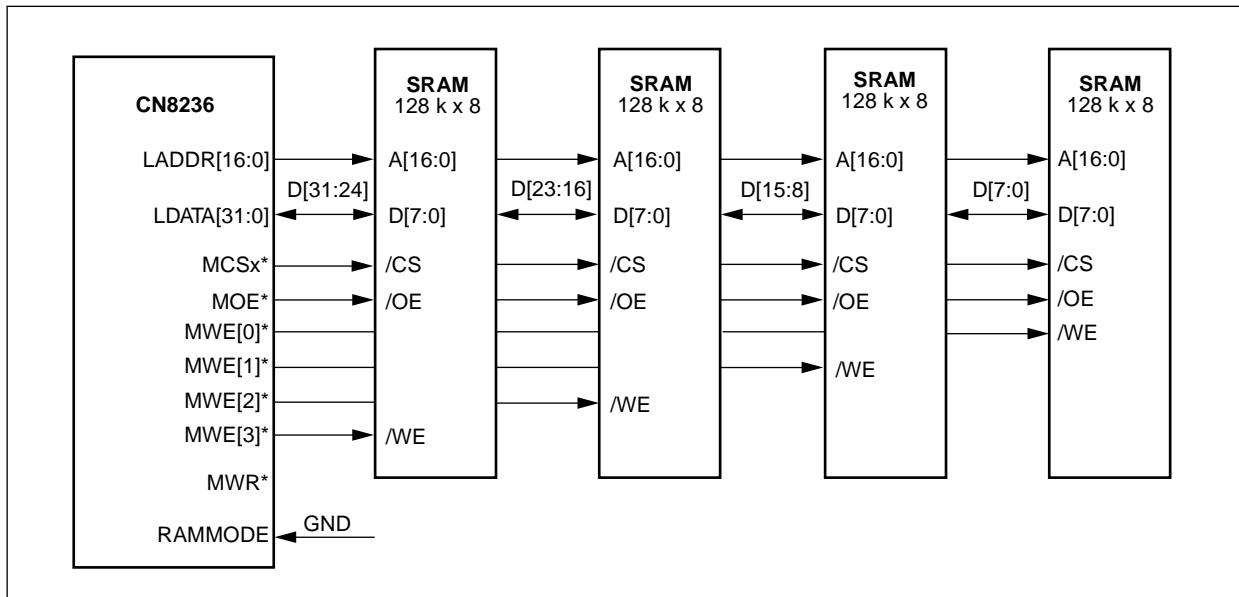 CN8236
LADDR[16:0]
LDATA[31:0]
MCSx*
MOE*
MWE[0]*
MWE[1]*
MWE[2]*
MWE[3]*
MWR*
RAMMODE
GND
D[31:24]
SRAM
128 k x 8
A[16:0]
D[7:0]
/CS
/OE
/WE
D[23:16]
SRAM
128 k x 8
A[16:0]
D[7:0]
/CS
/OE
/WE
D[15:8]
SRAM
128 k x 8
A[16:0]
D[7:0]
/CS
/OE
/WE
D[7:0]
SRAM
128 k x 8
A[16:0]
D[7:0]
/CS
/OE
/WE